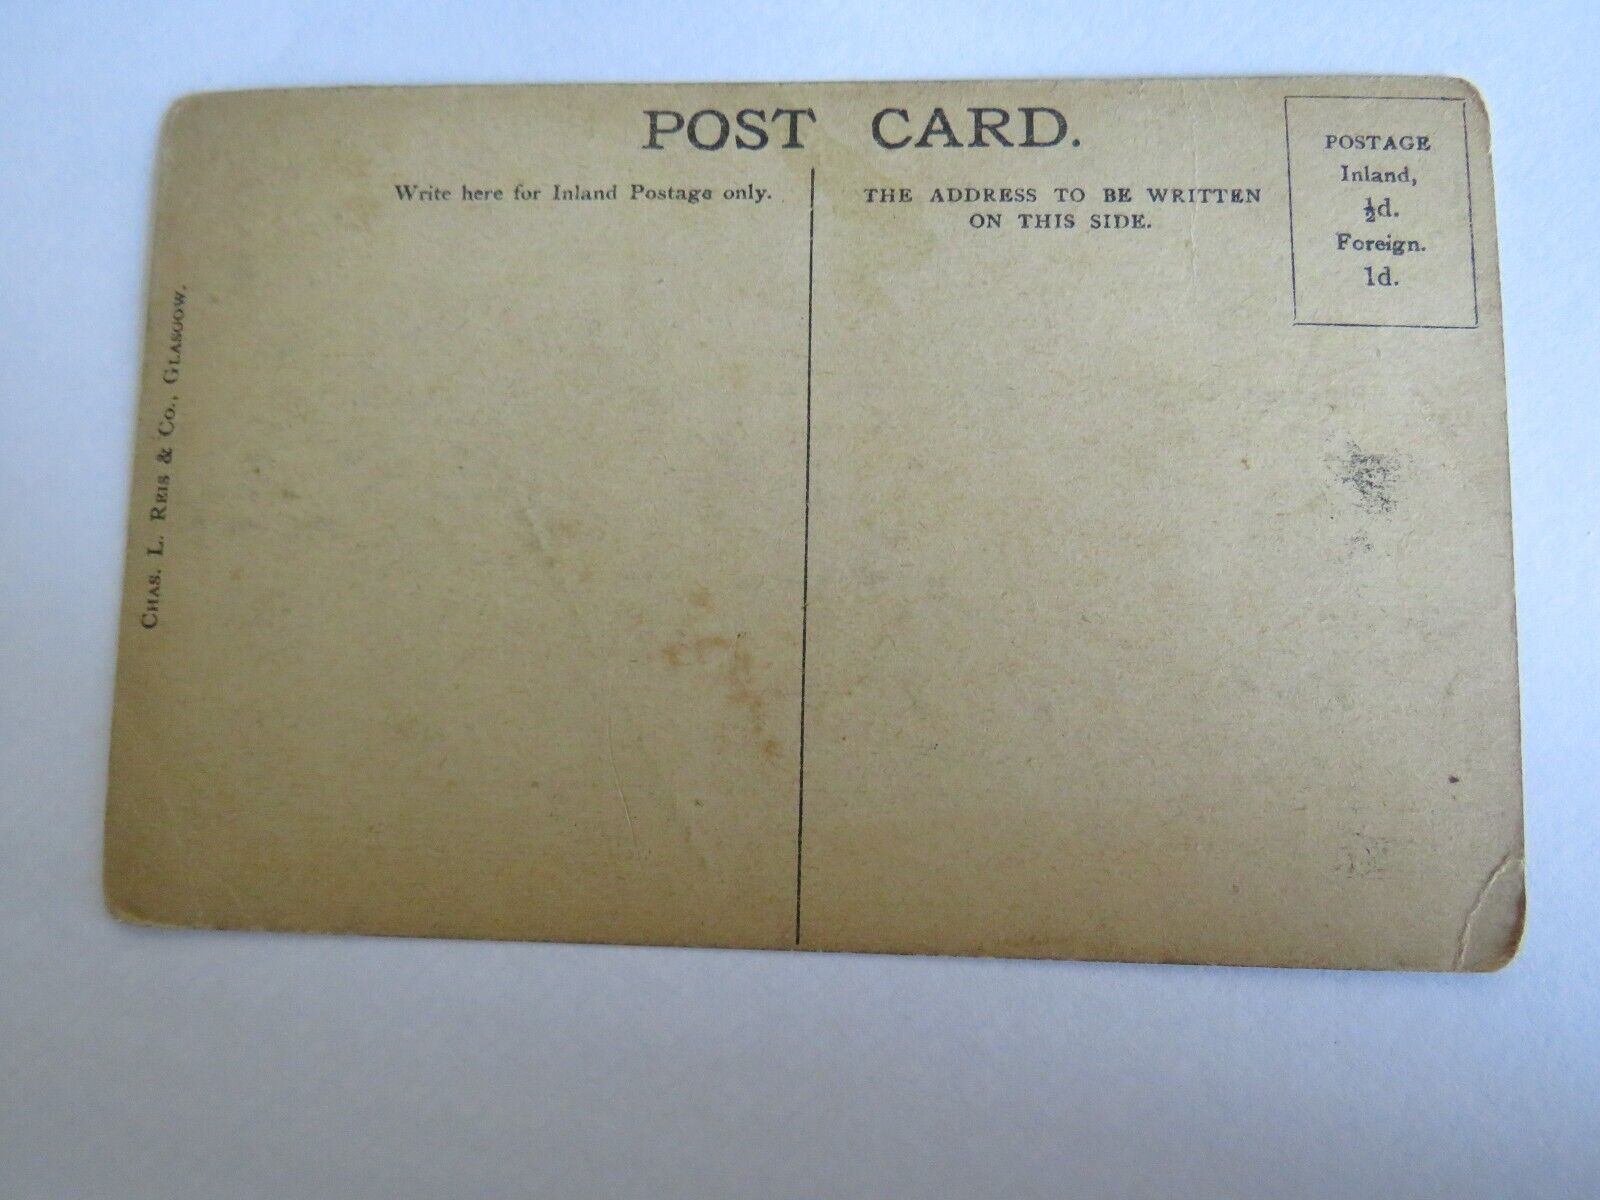 POST CARD.
Write here for Inland Postage only.
THE ADDRESS TO BE WRITTEN
ON THIS SIDE.
POSTAGE
Inland,
½d.
Foreign.
1d.
CHAS. L. REIS & CO., GLASGOW.